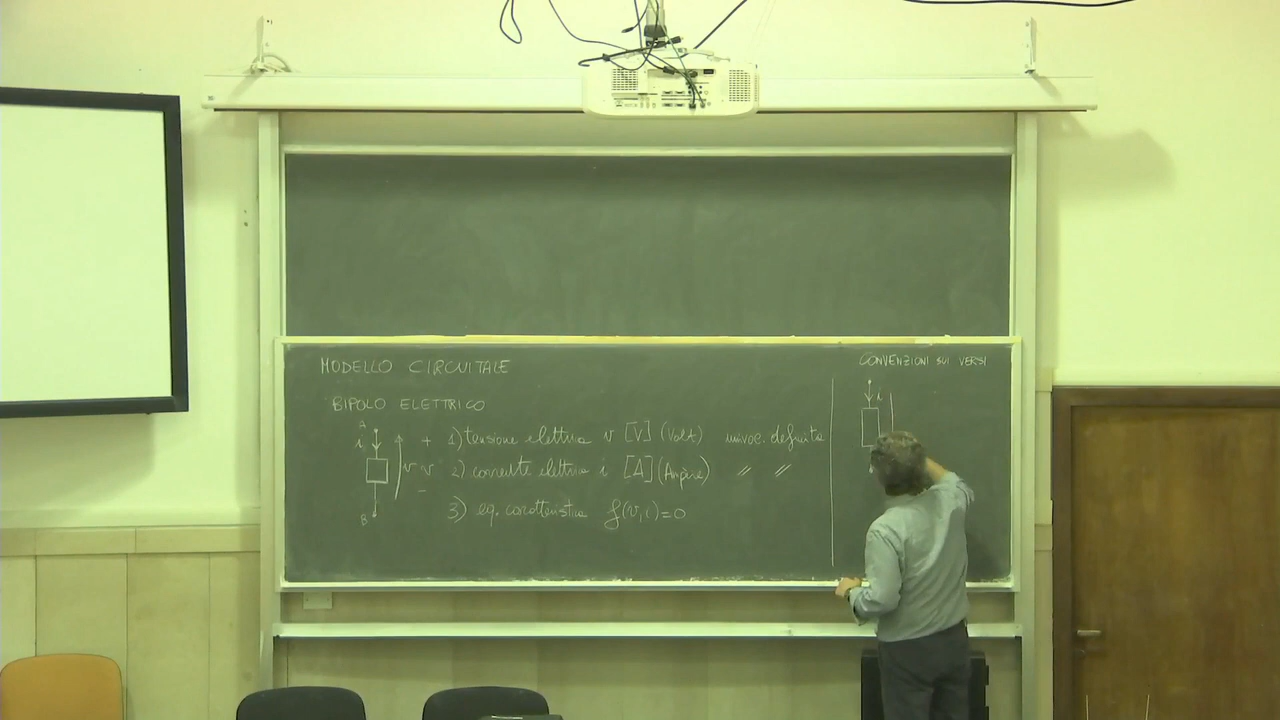 MODELLO CIRCUITALE
BIPOLO ELETTRICO
A
i
+ 1) tensione elettrica v [V] (Volt) univoc. definita
v v 2) corrente elettrica i [A] (Ampère)〃 〃
-
B
3) eq. caratteristica f(v,i)=0
CONVENZIONI SUI VERSI
i